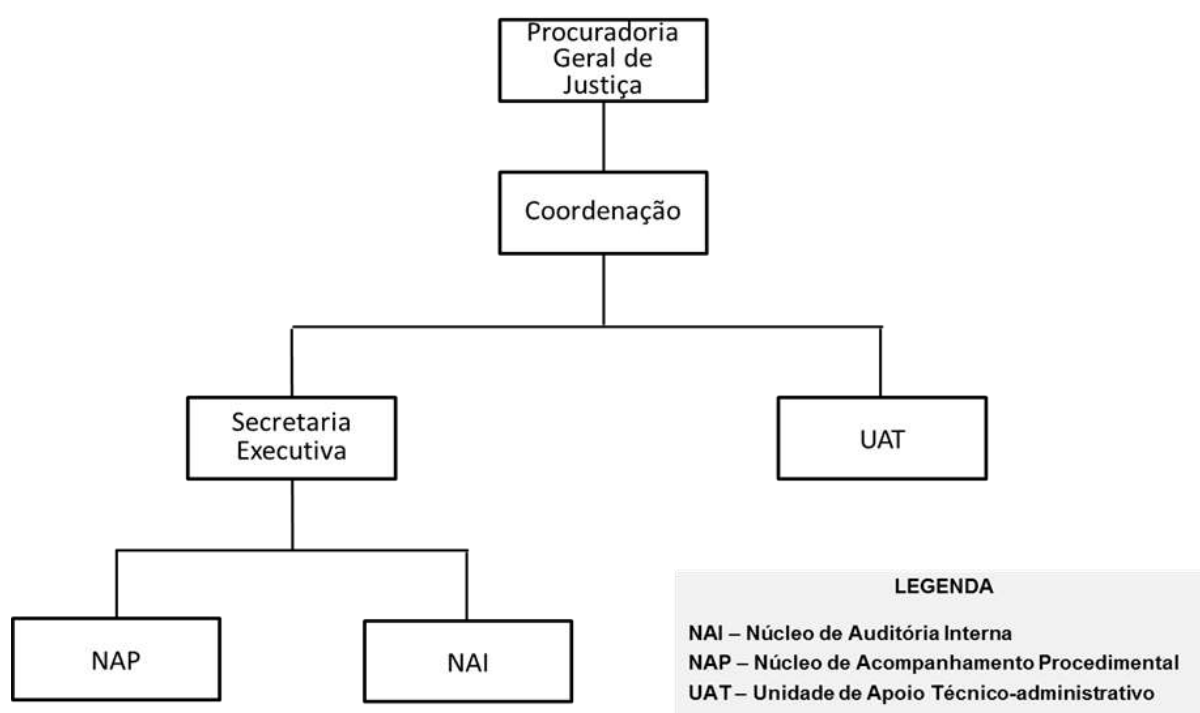 Procuradoria
Geral de
Justiça
Coordenação
Secretaria
Executiva
UAT
NAP
NAI
LEGENDA
NAI – Núcleo de Auditória Interna
NAP – Núcleo de Acompanhamento Procedimental
UAT – Unidade de Apoio Técnico-administrativo